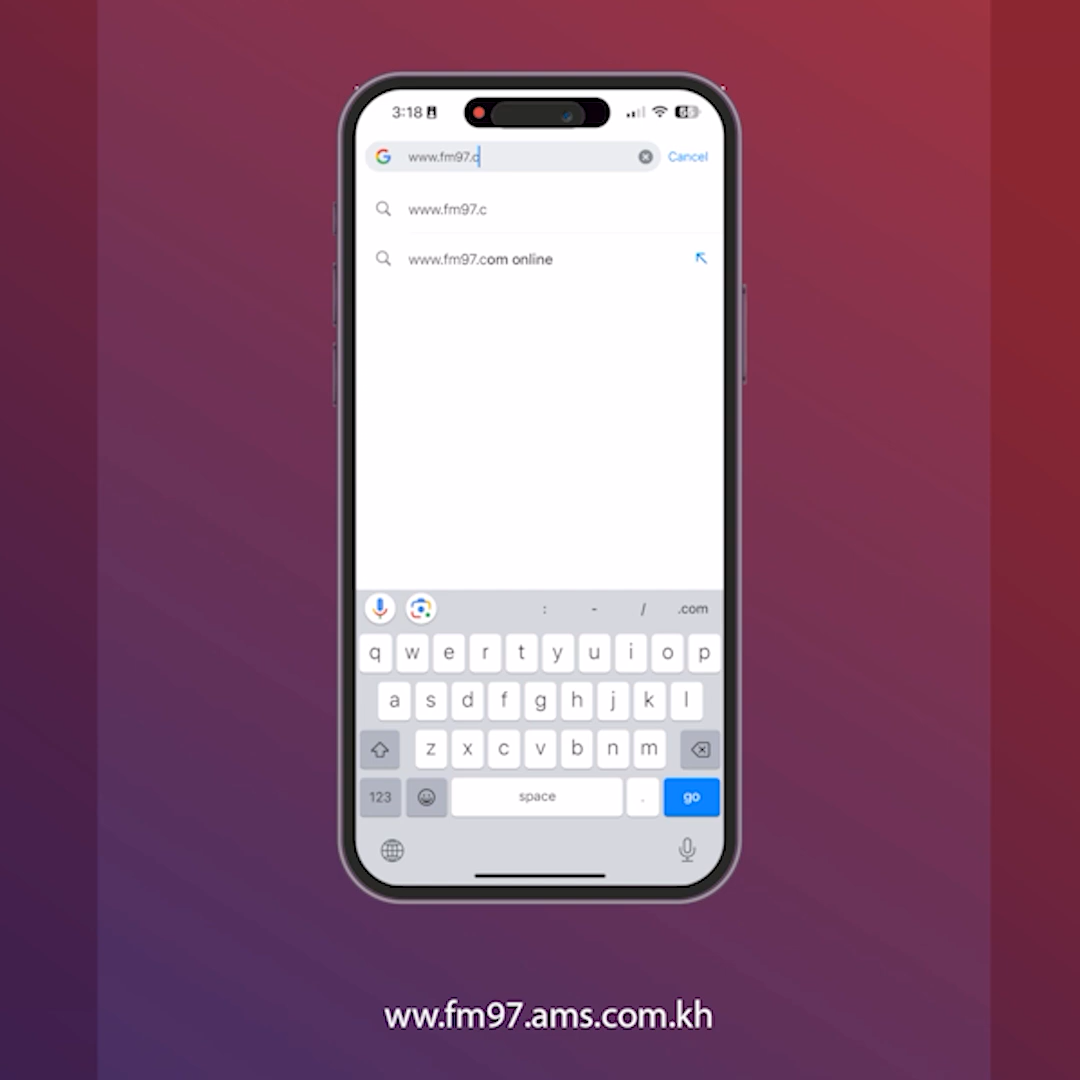 3:18
www.fm97.c
Cancel
www.fm97.c
www.fm97.com online
: - / .com
q w e r t y u i o p
a s d f g h j k l
z x c v b n m
123 space . go
ww.fm97.ams.com.kh